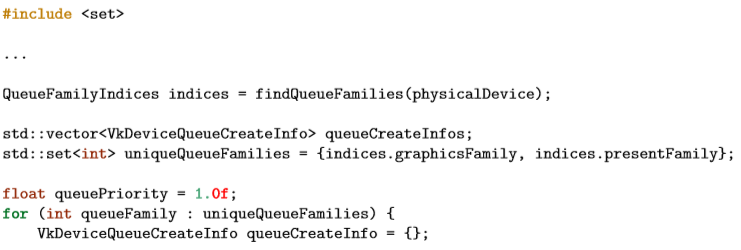 #include <set>
...
QueueFamilyIndices indices = findQueueFamilies(physicalDevice);
std::vector<VkDeviceQueueCreateInfo> queueCreateInfos;
std::set<int> uniqueQueueFamilies = {indices.graphicsFamily, indices.presentFamily};
float queuePriority = 1.0f;
for (int queueFamily : uniqueQueueFamilies) {
    VkDeviceQueueCreateInfo queueCreateInfo = {};